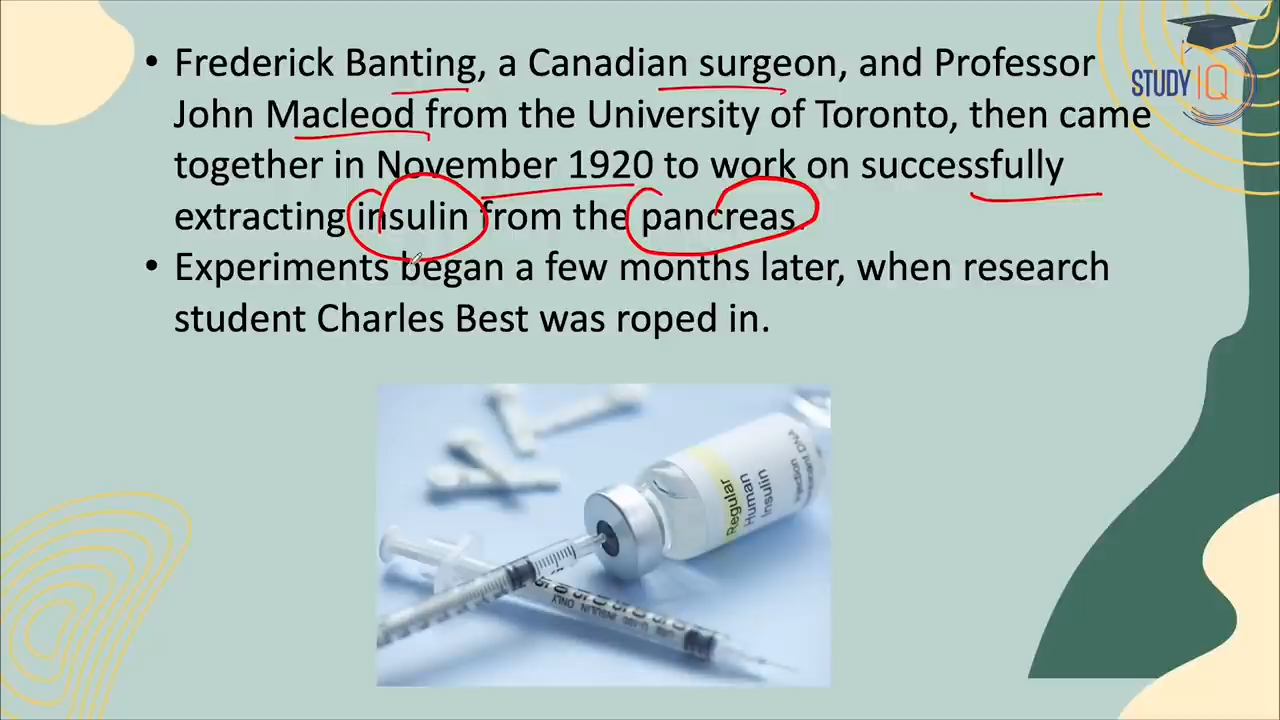 • Frederick Banting, a Canadian surgeon, and Professor
John Macleod from the University of Toronto, then came
together in November 1920 to work on successfully
extracting insulin from the pancreas.
• Experiments began a few months later, when research
student Charles Best was roped in.
STUDY IQ
Regular
Human
Insulin
INSULIN ONLY